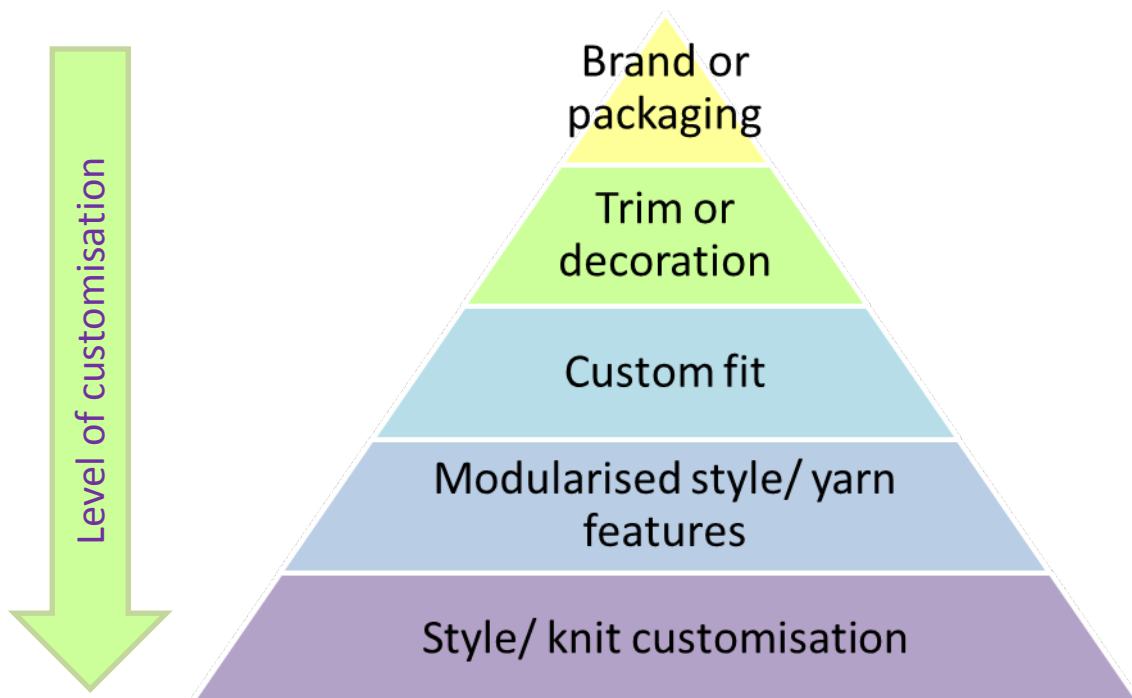 Level of customisation
Brand or
packaging
Trim or
decoration
Custom fit
Modularised style/ yarn
features
Style/ knit customisation